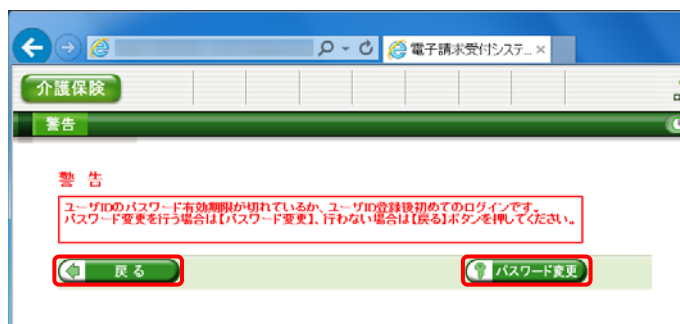 電子請求受付システ...
介護保険
警告
警 告
ユーザIDのパスワード有効期限が切れているか、ユーザID登録後初めてのログインです。
パスワード変更を行う場合は【パスワード変更】、行わない場合は【戻る】ボタンを押してください。
戻る
パスワード変更